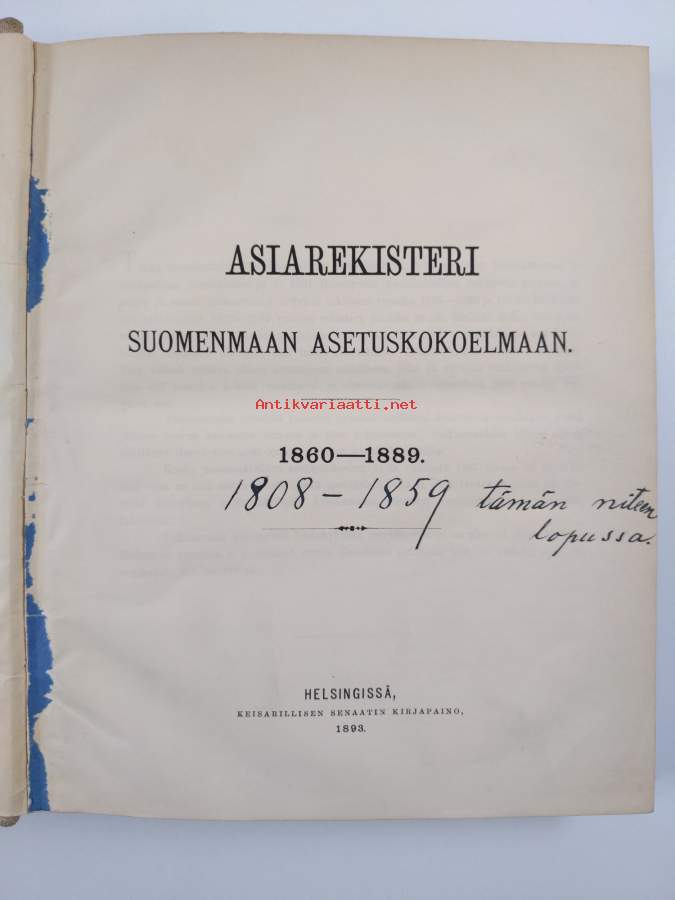 ASIAREKISTERI
SUOMENMAAN ASETUSKOKOELMAAN.
Antikvariaatti.net
1860—1889.
1808 – 1859 tämän niteen
lopussa.
HELSINGISSÄ,
KEISARILLISEN SENAATIN KIRJAPAINO,
1893.